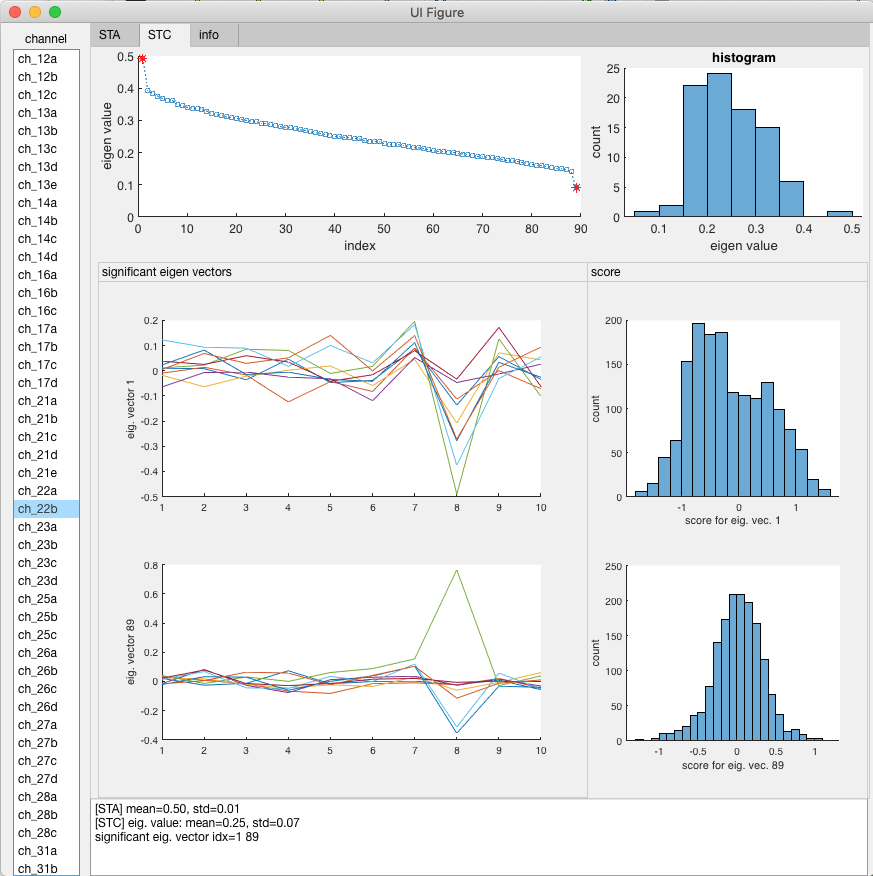 UI Figure
channel
ch_12a
ch_12b
ch_12c
ch_13a
ch_13b
ch_13c
ch_13d
ch_13e
ch_14a
ch_14b
ch_14c
ch_14d
ch_16a
ch_16b
ch_16c
ch_17a
ch_17b
ch_17c
ch_17d
ch_21a
ch_21b
ch_21c
ch_21d
ch_21e
ch_22a
ch_22b
ch_23a
ch_23b
ch_23c
ch_23d
ch_25a
ch_25b
ch_25c
ch_26a
ch_26b
ch_26c
ch_26d
ch_27a
ch_27b
ch_27c
ch_27d
ch_28a
ch_28b
ch_28c
ch_31a
ch_31b
STA STC info
eigen value
0.5
0.4
0.3
0.2
0.1
0
0 10 20 30 40 50 60 70 80 90
index
histogram
count
25
20
15
10
5
0
0.1 0.2 0.3 0.4 0.5
eigen value
significant eigen vectors
eig. vector 1
0.2
0.1
0
-0.1
-0.2
-0.3
-0.4
-0.5
1 2 3 4 5 6 7 8 9 10
eig. vector 89
0.8
0.6
0.4
0.2
0
-0.2
-0.4
1 2 3 4 5 6 7 8 9 10
score
count
200
150
100
50
0
-1 0 1
score for eig. vec. 1
count
250
200
150
100
50
0
-1 -0.5 0 0.5 1
score for eig. vec. 89
[STA] mean=0.50, std=0.01
[STC] eig. value: mean=0.25, std=0.07
significant eig. vector idx=1 89